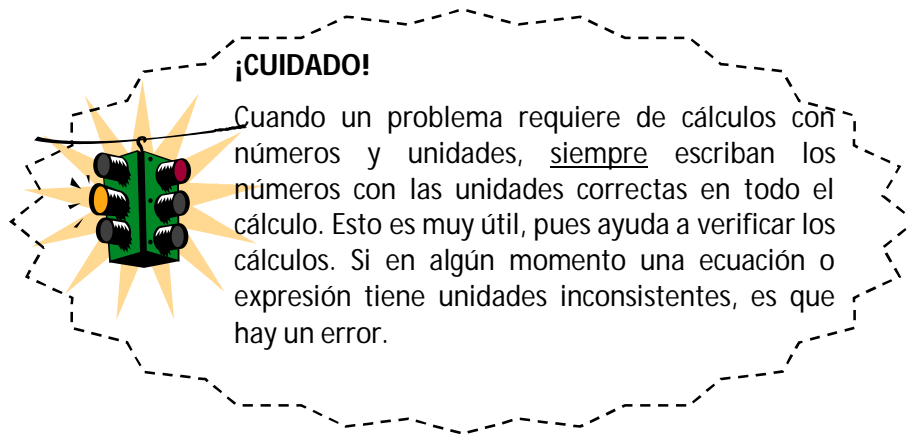 ¡CUIDADO!
Cuando un problema requiere de cálculos con
números y unidades, siempre escriban los
números con las unidades correctas en todo el
cálculo. Esto es muy útil, pues ayuda a verificar los
cálculos. Si en algún momento una ecuación o
expresión tiene unidades inconsistentes, es que
hay un error.